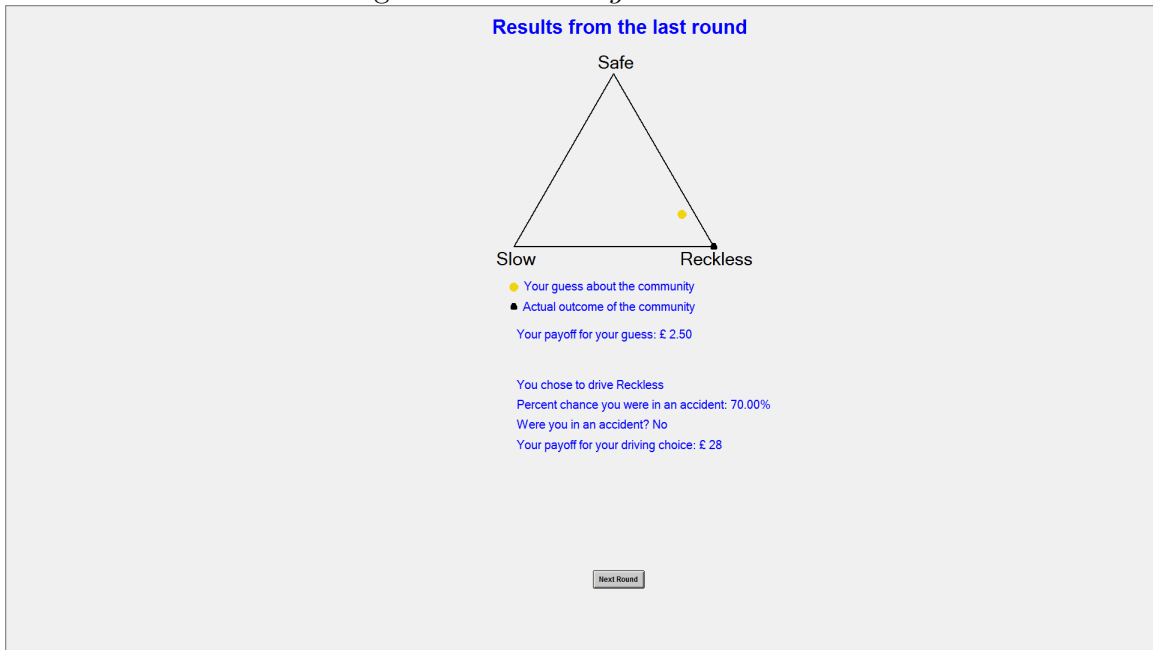 Results from the last round
Safe
Slow Reckless
Your guess about the community
Actual outcome of the community
Your payoff for your guess: £ 2.50
You chose to drive Reckless
Percent chance you were in an accident: 70.00%
Were you in an accident? No
Your payoff for your driving choice: £ 28
Next Round